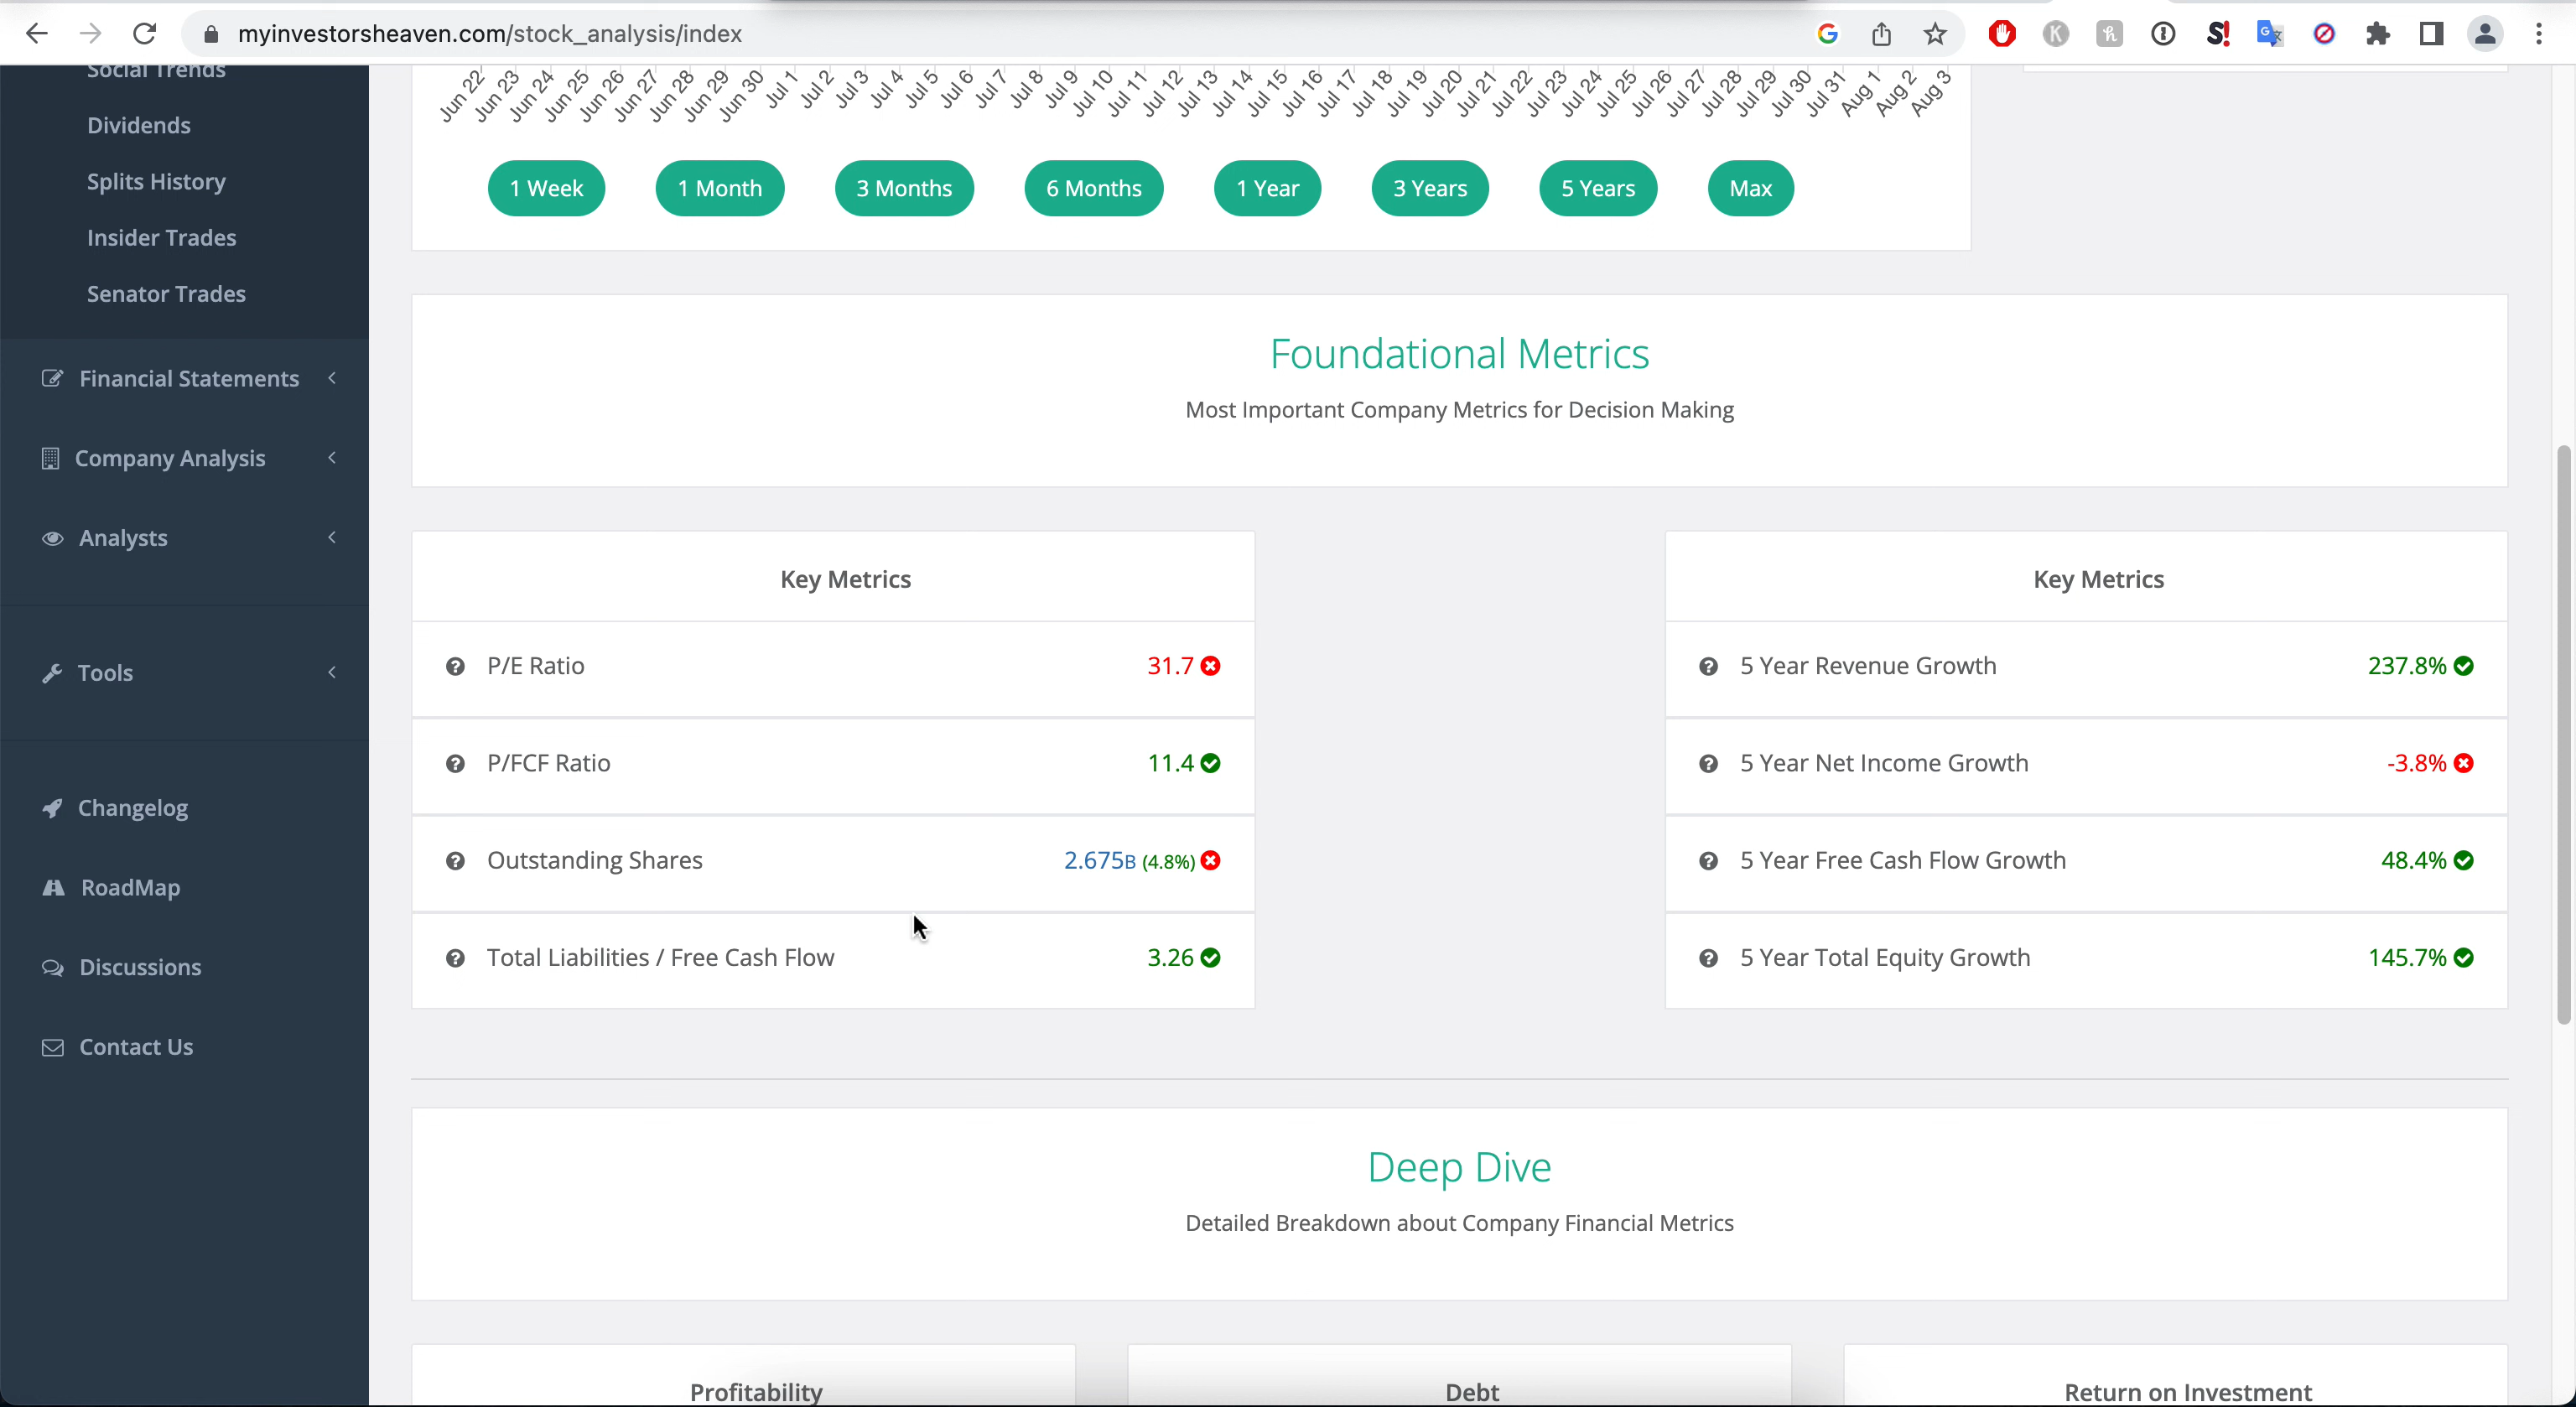 myinvestorsheaven.com/stock_analysis/index
Social Trends
Dividends
Splits History
Insider Trades
Senator Trades
Financial Statements
Company Analysis
Analysts
Tools
Changelog
RoadMap
Discussions
Contact Us
Jun 22 Jun 23 Jun 24 Jun 25 Jun 26 Jun 27 Jun 28 Jun 29 Jun 30 Jul 1 Jul 2 Jul 3 Jul 4 Jul 5 Jul 6 Jul 7 Jul 8 Jul 9 Jul 10 Jul 11 Jul 12 Jul 13 Jul 14 Jul 15 Jul 16 Jul 17 Jul 18 Jul 19 Jul 20 Jul 21 Jul 22 Jul 23 Jul 24 Jul 25 Jul 26 Jul 27 Jul 28 Jul 29 Jul 30 Jul 31 Aug 1 Aug 2 Aug 3
1 Week 1 Month 3 Months 6 Months 1 Year 3 Years 5 Years Max
Foundational Metrics
Most Important Company Metrics for Decision Making
Key Metrics
P/E Ratio 31.7
P/FCF Ratio 11.4
Outstanding Shares 2.675B (4.8%)
Total Liabilities / Free Cash Flow 3.26
Key Metrics
5 Year Revenue Growth 237.8%
5 Year Net Income Growth -3.8%
5 Year Free Cash Flow Growth 48.4%
5 Year Total Equity Growth 145.7%
Deep Dive
Detailed Breakdown about Company Financial Metrics
Profitability Debt Return on Investment